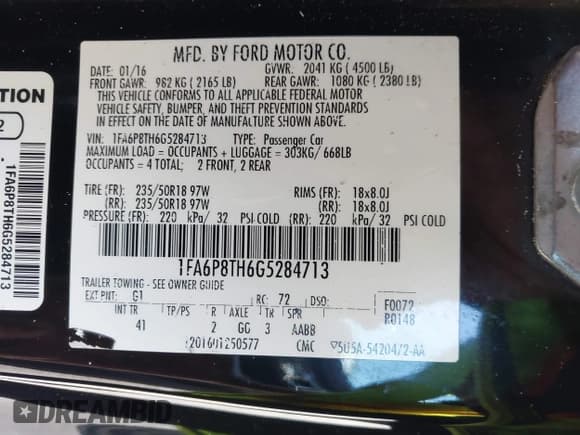 MFD. BY FORD MOTOR CO.
DATE: 01/16 GVWR: 2041 KG ( 4500 LB)
FRONT GAWR: 982 KG ( 2165 LB) REAR GAWR: 1080 KG ( 2380 LB)
THIS VEHICLE CONFORMS TO ALL APPLICABLE FEDERAL MOTOR
VEHICLE SAFETY, BUMPER, AND THEFT PREVENTION STANDARDS
IN EFFECT ON THE DATE OF MANUFACTURE SHOWN ABOVE.
VIN: 1FA6P8TH6G5284713 TYPE: Passenger Car
MAXIMUM LOAD = OCCUPANTS + LUGGAGE = 303KG/ 668LB
OCCUPANTS = 4 TOTAL; 2 FRONT, 2 REAR
TIRE (FR): 235/50R18 97W RIMS (FR): 18x8.0J
(RR): 235/50R18 97W (RR): 18x8.0J
PRESSURE (FR): 220 kPa/ 32 PSI COLD (RR): 220 kPa/ 32 PSI COLD
1FA6P8TH6G5284713
TRAILER TOWING - SEE OWNER GUIDE
EXT PNT: G1 RC: 72 DSO: F0072
INT TR TP/PS R AXLE TR SPR R0148
41 2 GG 3 AABB
CMC
TION
2
1FA6P8TH6G5284713
DREAMBID